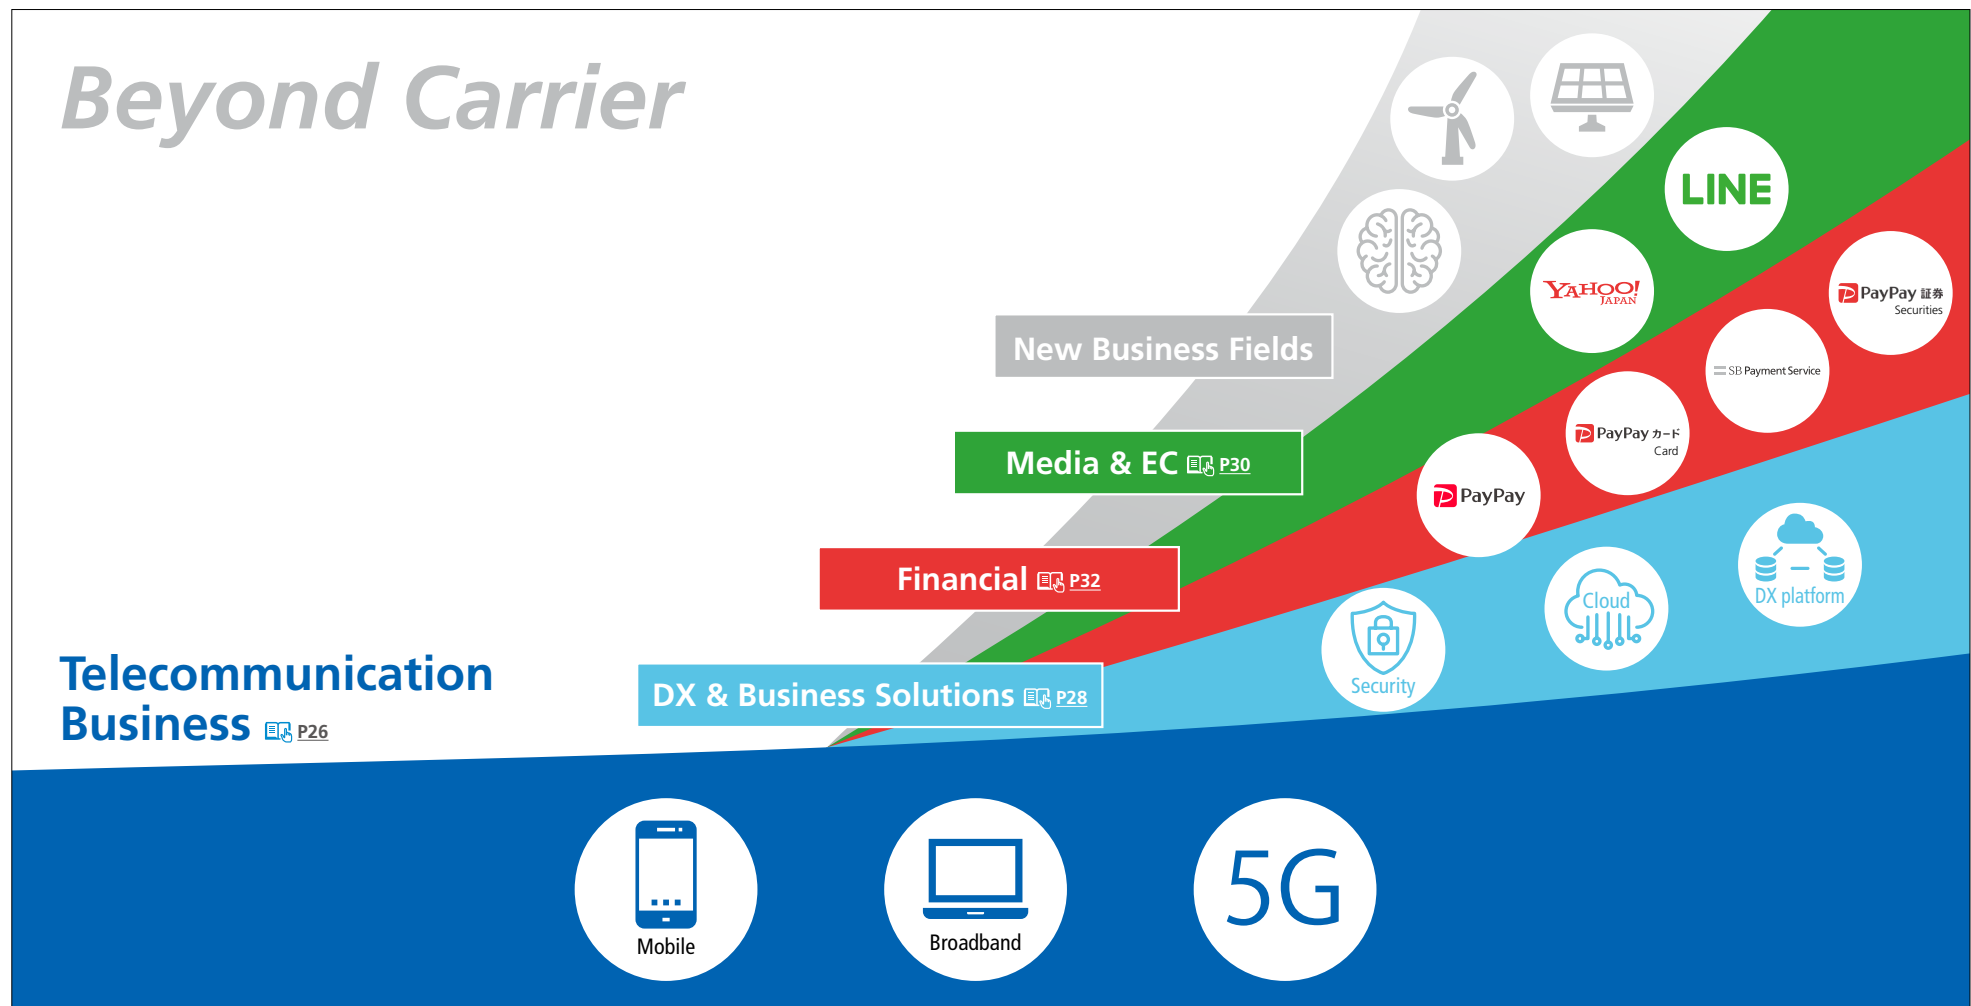 Beyond Carrier
LINE
YAHOO!
JAPAN
PayPay 証券
Securities
New Business Fields
SB Payment Service
PayPay カード
Card
Media & EC P30
PayPay
Financial P32
DX platform
Cloud
Security
Telecommunication
Business P26
DX & Business Solutions P28
Mobile
Broadband
5G